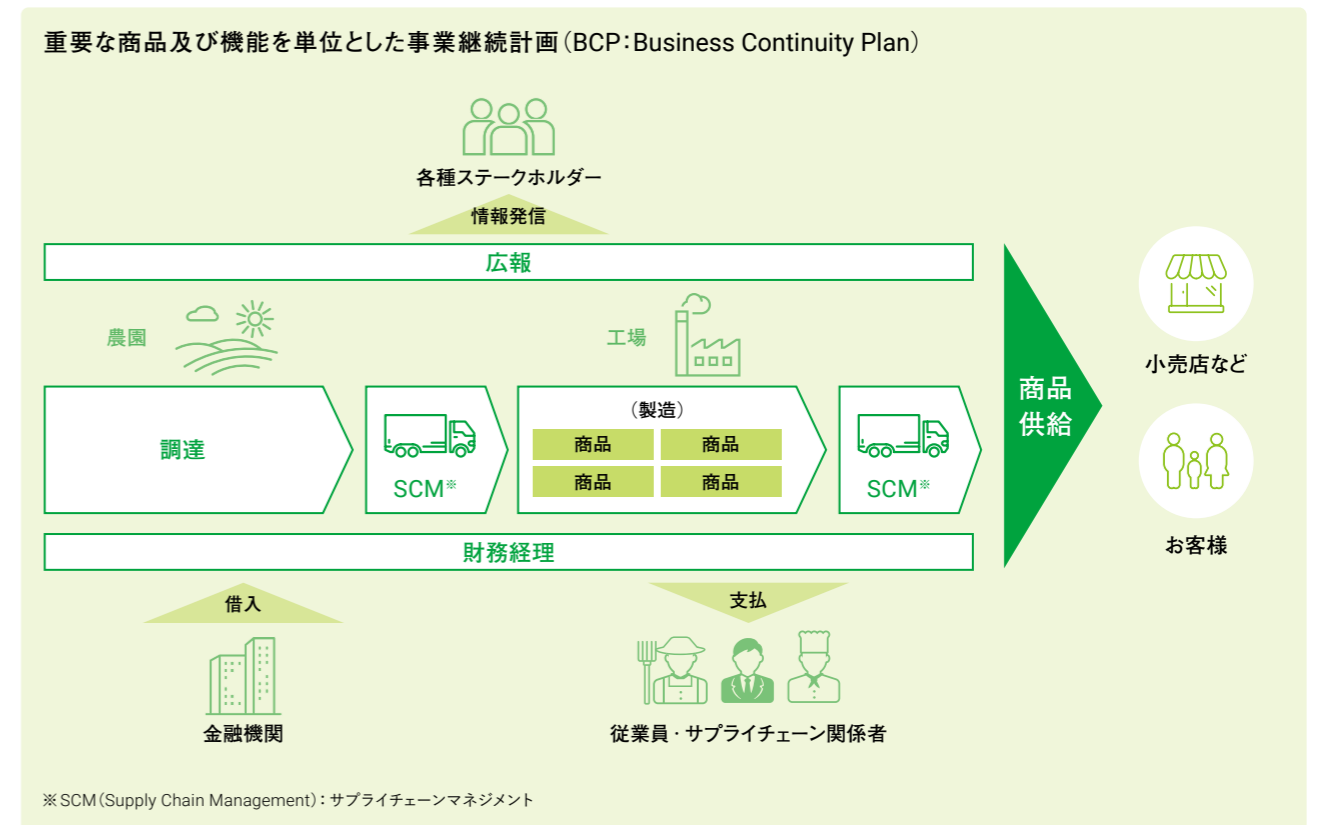 重要な商品及び機能を単位とした事業継続計画（BCP：Business Continuity Plan）
各種ステークホルダー
情報発信
広報
農園
工場
調達
SCM※
（製造）
商品
商品
商品
商品
SCM※
商品
供給
小売店など
お客様
財務経理
借入
支払
金融機関
従業員・サプライチェーン関係者
※SCM（Supply Chain Management）：サプライチェーンマネジメント